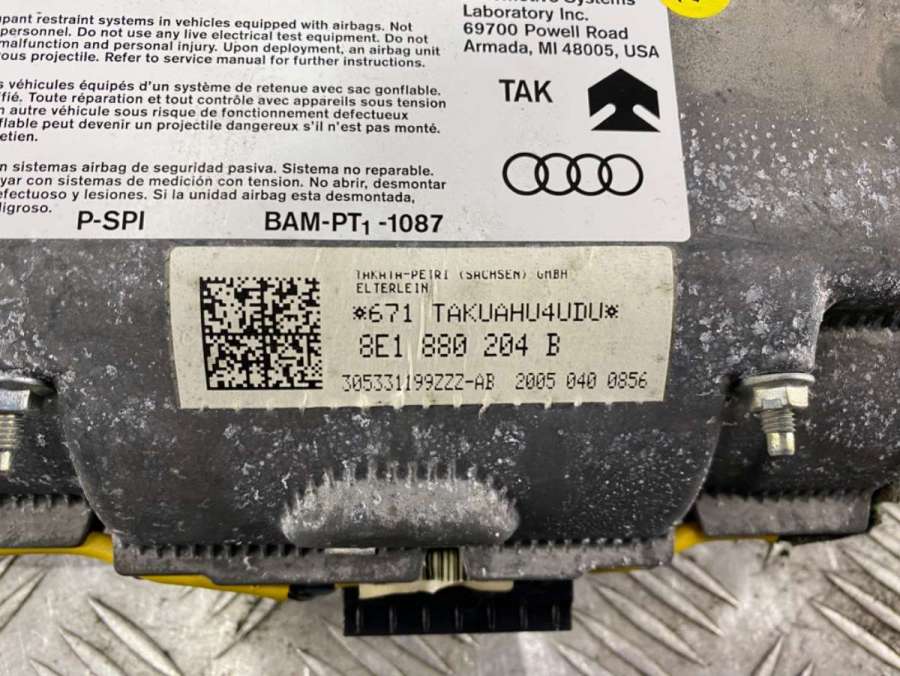 upant restraint systems in vehicles equipped with airbags. Not
personnel. Do not use any live electrical test equipment. Do not
malfunction and personal injury. Upon deployment, an airbag unit
ous projectile. Refer to service manual for further instructions.
s véhicules équipés d'un système de retenue avec sac gonflable.
fié. Toute réparation et tout contrôle avec appareils sous tension
n autre véhicule sous risque de fonctionnement defectueux
flable peut devenir un projectile dangereux s'il n'est pas monté.
etien.
n sistemas airbag de seguridad pasiva. Sistema no reparable.
yar con sistemas de medición con tension. No abrir, desmontar
efectuoso y lesiones. Si la unidad airbag esta desmontada,
ligroso.
P-SPI BAM-PT1 -1087
Systems
Laboratory Inc.
69700 Powell Road
Armada, MI 48005, USA
TAK
TAKATA-PETRI (SACHSEN) GMBH
ELTERLEIN
*671 TAKUAHU4UDU*
8E1 880 204 B
305331199ZZZ-AB 2005 040 0856